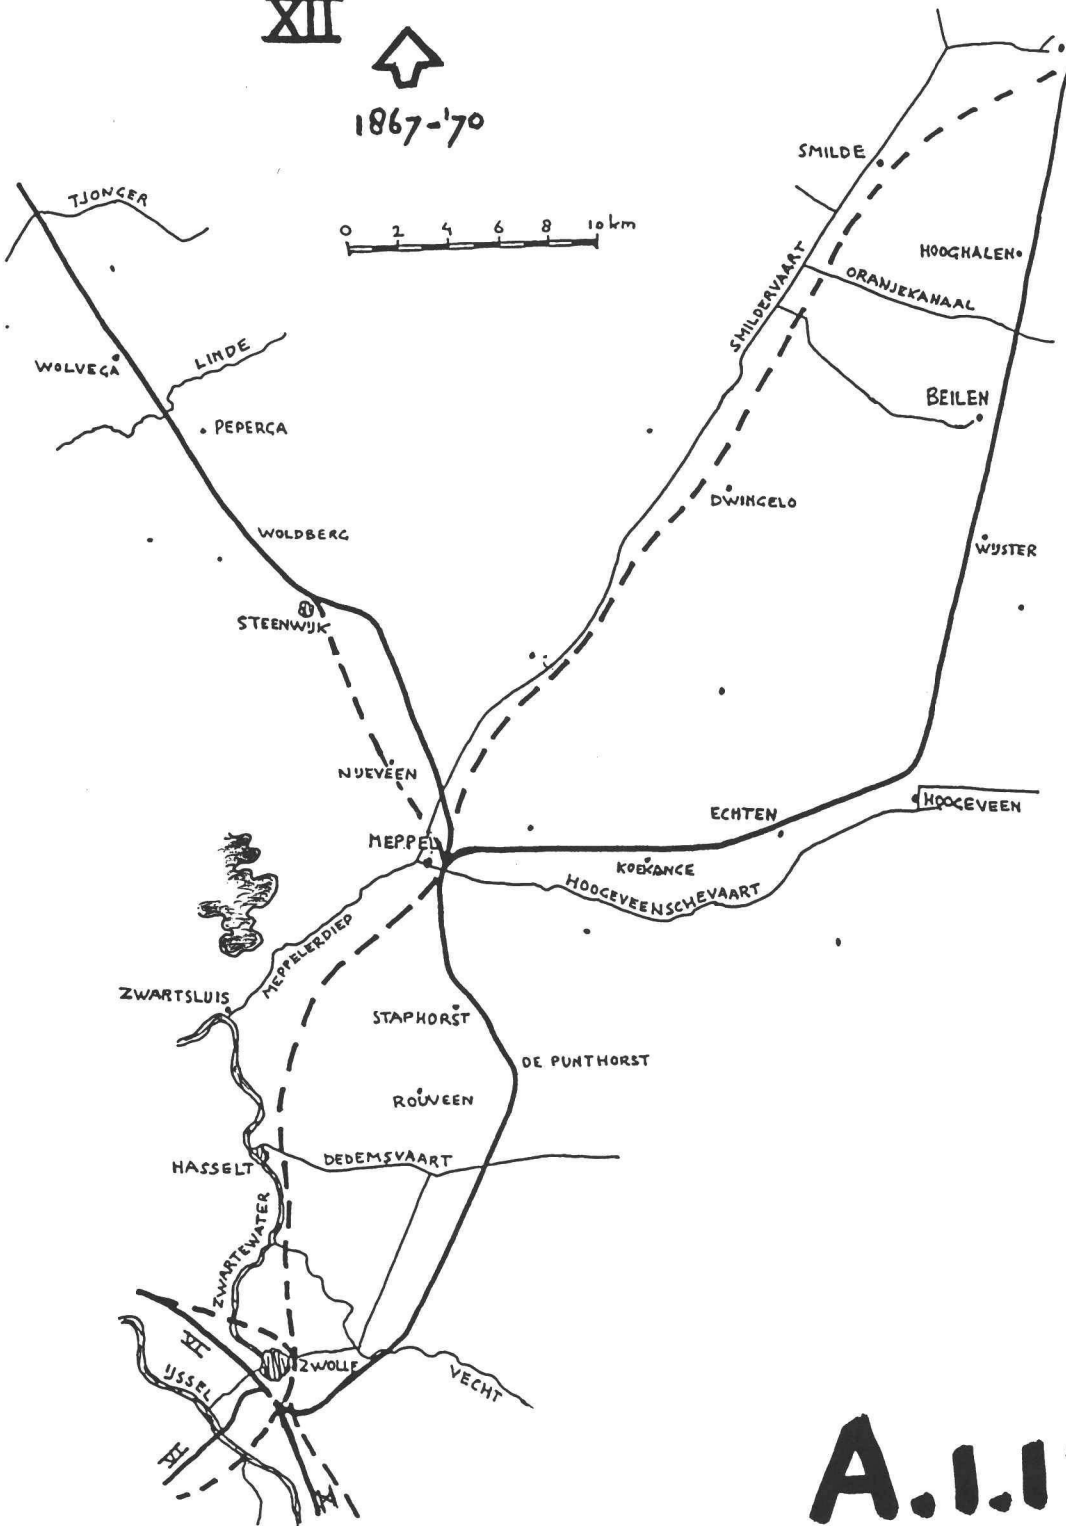 XII
1867-'70
0 2 4 6 8 10 km
TJONGER
SMILDE
HOOGHALEN
ORANJEKANAAL
SMILDERVAART
LINDE
WOLVEGA
PEPERGA
BEILEN
DWINGELO
WOLDBERG
WIJSTER
STEENWIJK
NIJEVEEN
ECHTEN
HOOGEVEEN
MEPPEL
KOEKANGE
HOOGEVEENSCHEVAART
MEPPELERDIEP
ZWARTSLUIS
STAPHORST
DE PUNTHORST
ROUVEEN
HASSELT
DEDEMSVAART
ZWARTEWATER
VI
IJSSEL
ZWOLLE
VECHT
VI
A.I.I